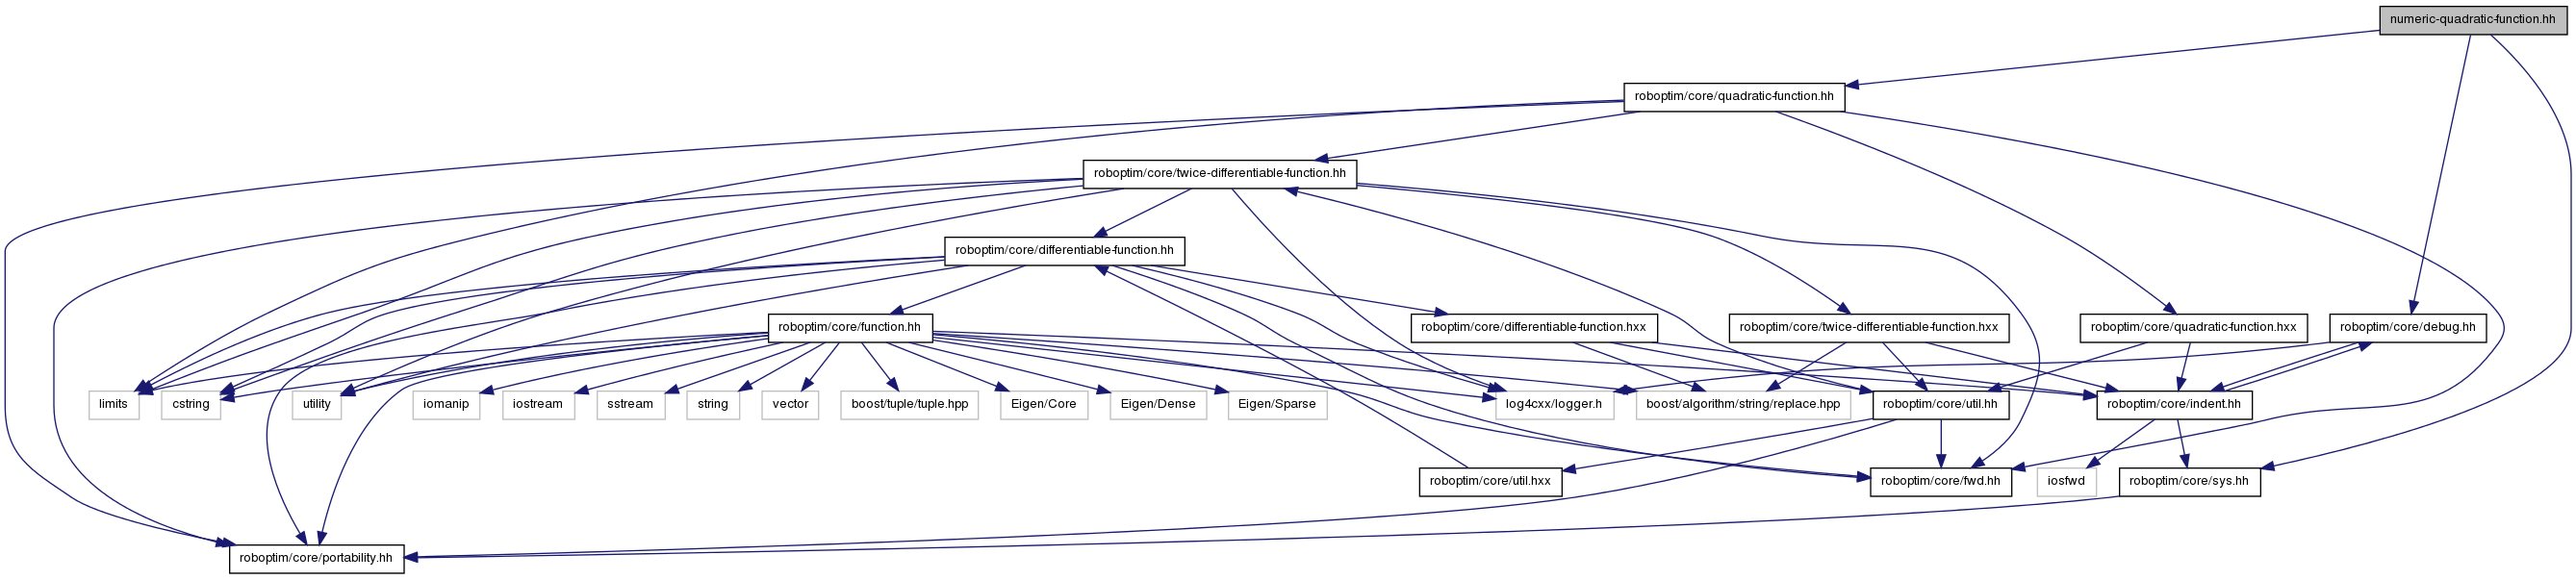 numeric-quadratic-function.hh
roboptim/core/quadratic-function.hh
roboptim/core/twice-differentiable-function.hh
roboptim/core/differentiable-function.hh
roboptim/core/function.hh
roboptim/core/differentiable-function.hxx
roboptim/core/twice-differentiable-function.hxx
roboptim/core/quadratic-function.hxx
roboptim/core/debug.hh
limits
cstring
utility
iomanip
iostream
sstream
string
vector
boost/tuple/tuple.hpp
Eigen/Core
Eigen/Dense
Eigen/Sparse
log4cxx/logger.h
boost/algorithm/string/replace.hpp
roboptim/core/util.hh
roboptim/core/indent.hh
roboptim/core/util.hxx
roboptim/core/fwd.hh
iosfwd
roboptim/core/sys.hh
roboptim/core/portability.hh